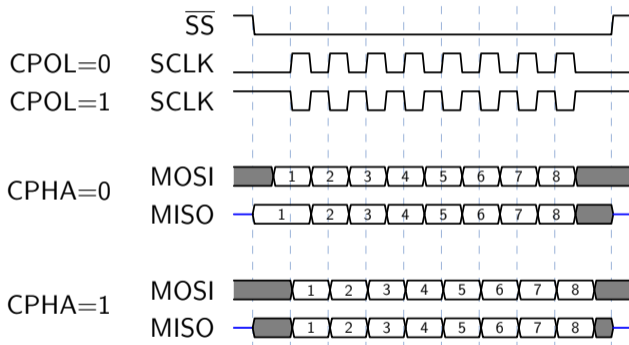 SS
CPOL=0 SCLK
CPOL=1 SCLK
CPHA=0
MOSI 1 2 3 4 5 6 7 8
MISO 1 2 3 4 5 6 7 8
CPHA=1
MOSI 1 2 3 4 5 6 7 8
MISO 1 2 3 4 5 6 7 8